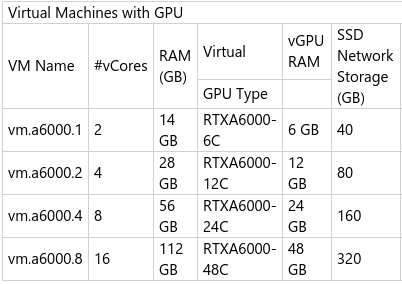 Virtual Machines with GPU
VM Name #vCores RAM (GB) Virtual GPU Type vGPU RAM SSD Network Storage (GB)
vm.a6000.1 2 14 GB RTXA6000-6C 6 GB 40
vm.a6000.2 4 28 GB RTXA6000-12C 12 GB 80
vm.a6000.4 8 56 GB RTXA6000-24C 24 GB 160
vm.a6000.8 16 112 GB RTXA6000-48C 48 GB 320